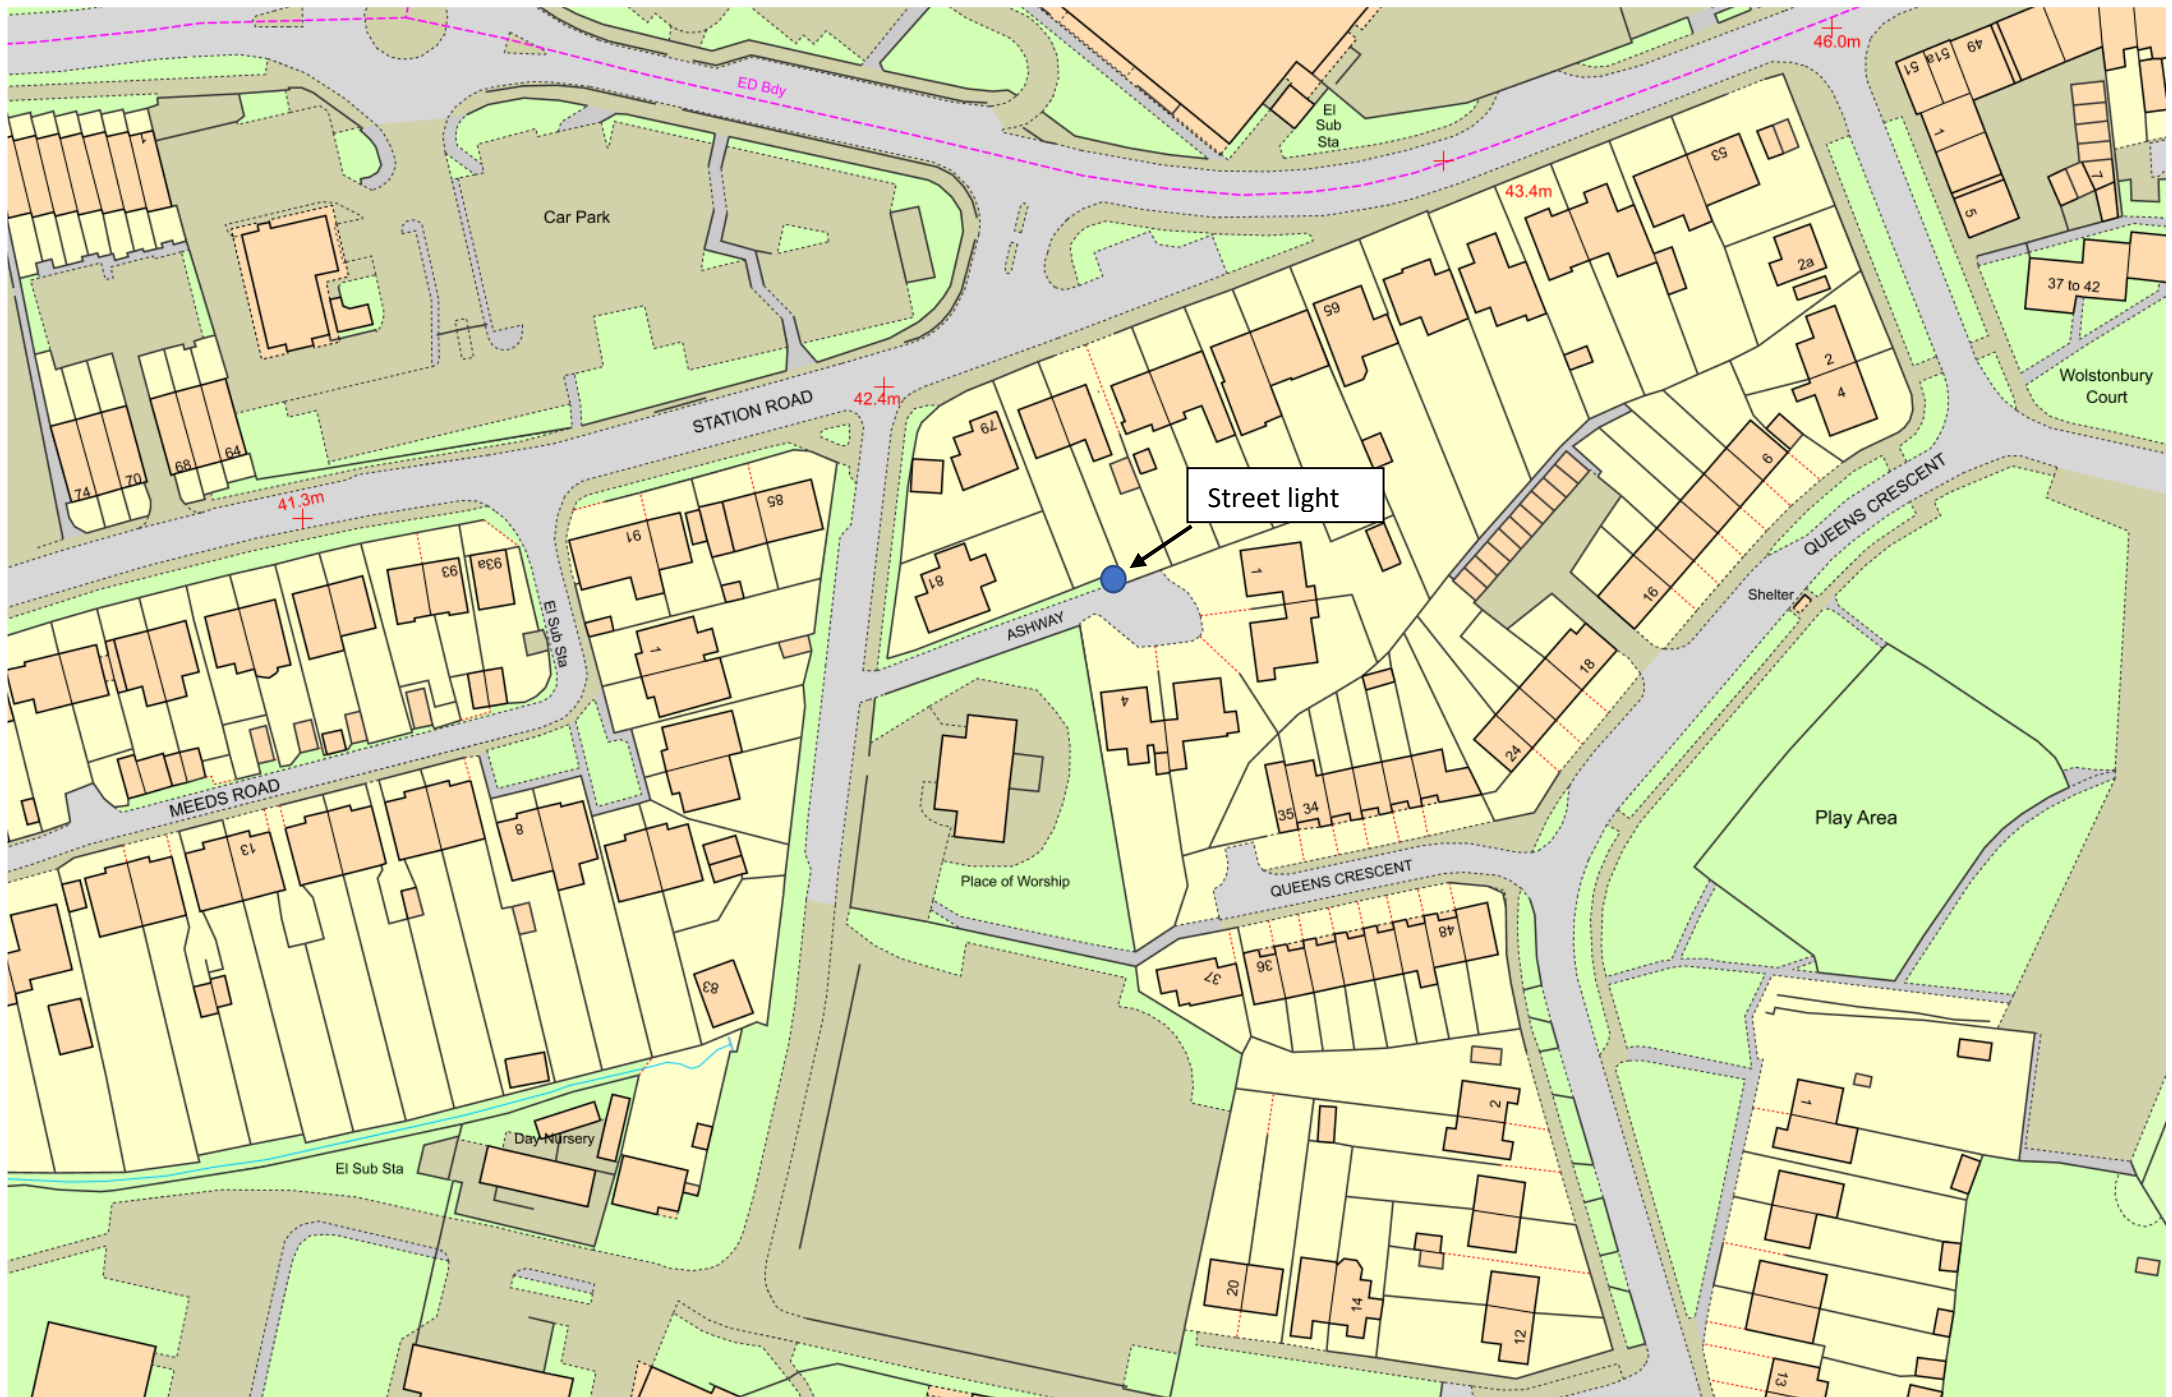 46.0m
ED Bdy
El
Sub
Sta
51
51a
49
1
5
7
1
53
43.4m
Car Park
2a
37 to 42
65
2
4
Wolstonbury
Court
STATION ROAD
42.4m
79
68
64
74
70
41.3m
85
91
Street light
6
QUEENS CRESCENT
93
93a
81
1
16
Shelter
El Sub Sta
ASHWAY
1
18
4
24
MEEDS ROAD
13
8
35
34
Play Area
Place of Worship
QUEENS CRESCENT
48
36
37
83
Day Nursery
El Sub Sta
2
1
20
14
12
13